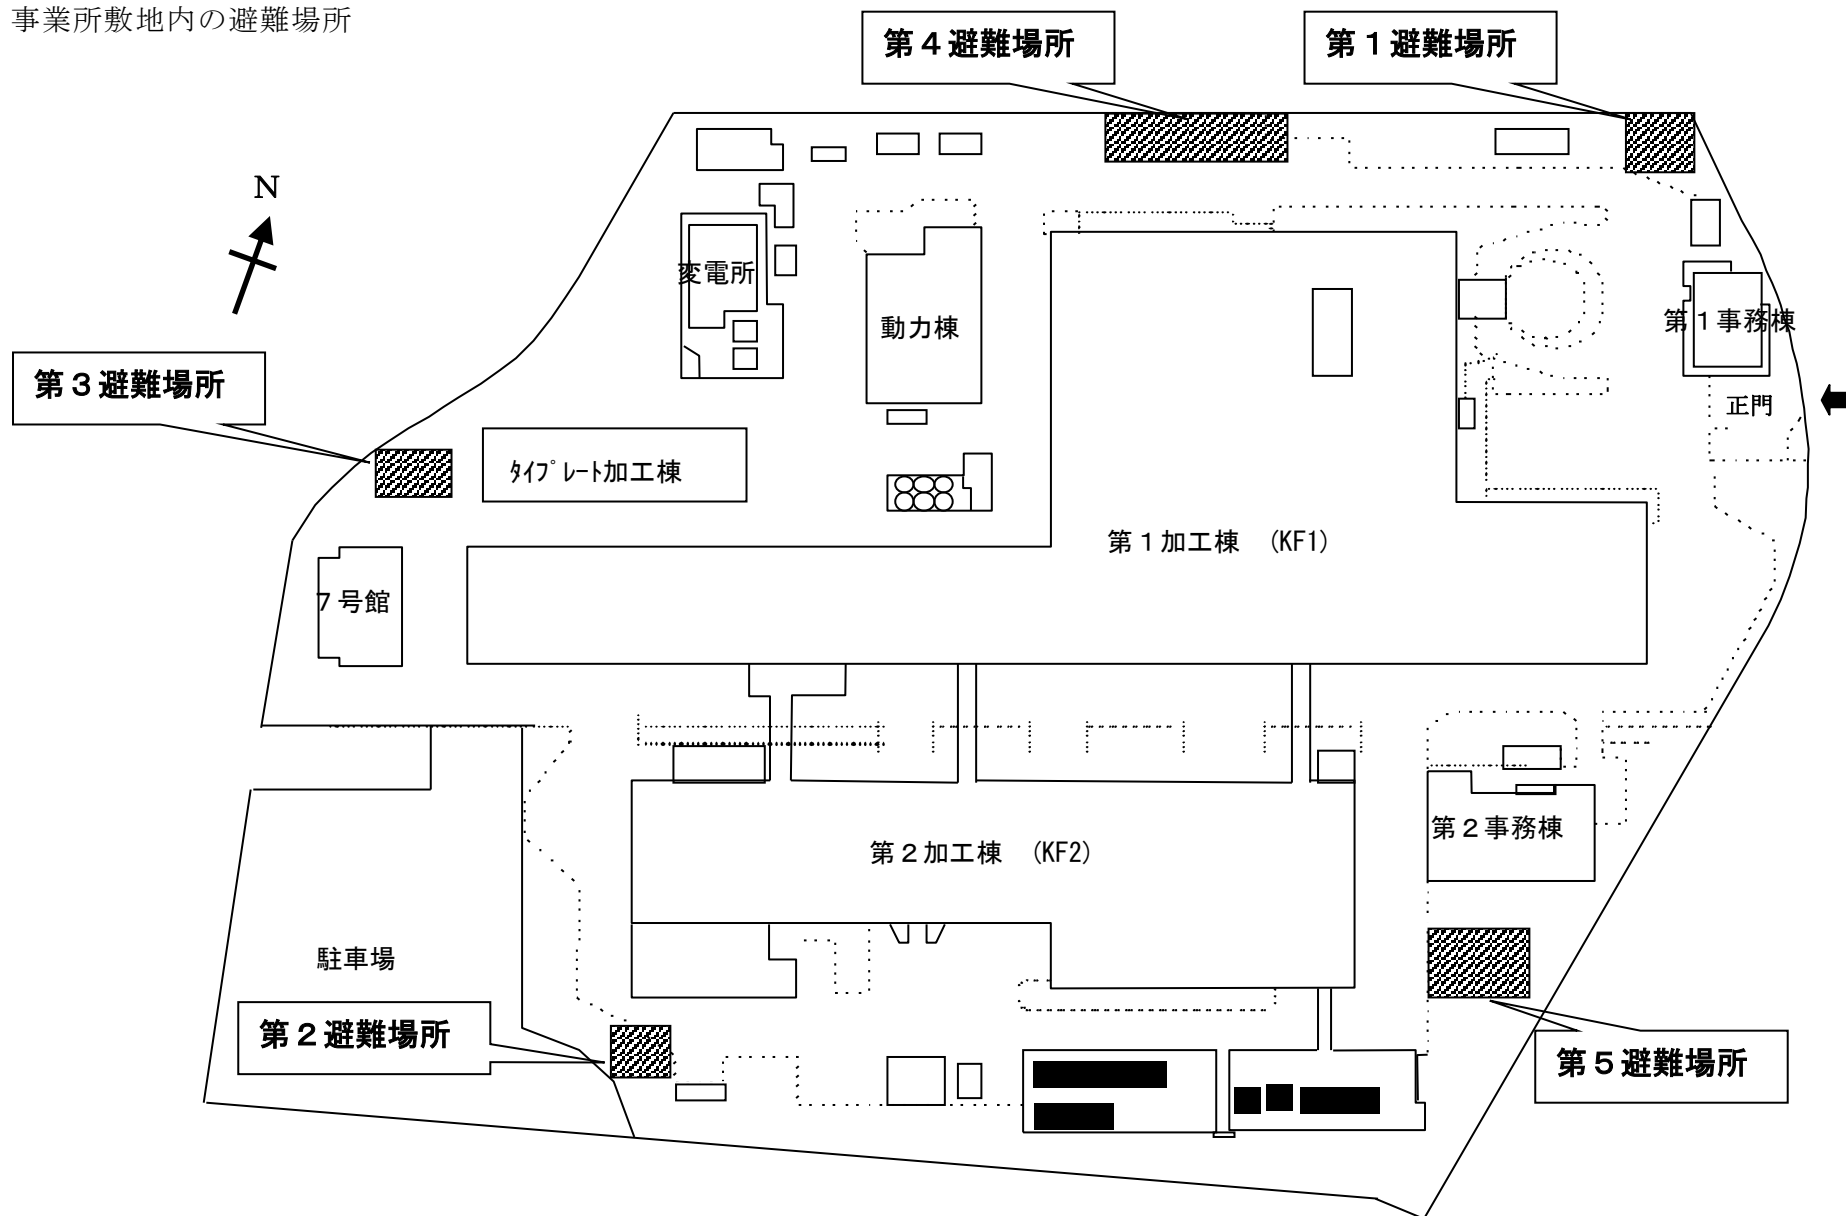 事業所敷地内の避難場所
第４避難場所
第１避難場所
N
変電所
動力棟
第１事務棟
第３避難場所
正門
ﾀｲﾌﾟﾚｰﾄ加工棟
第１加工棟　(KF1)
７号館
第２事務棟
第２加工棟　(KF2)
駐車場
第２避難場所
第５避難場所